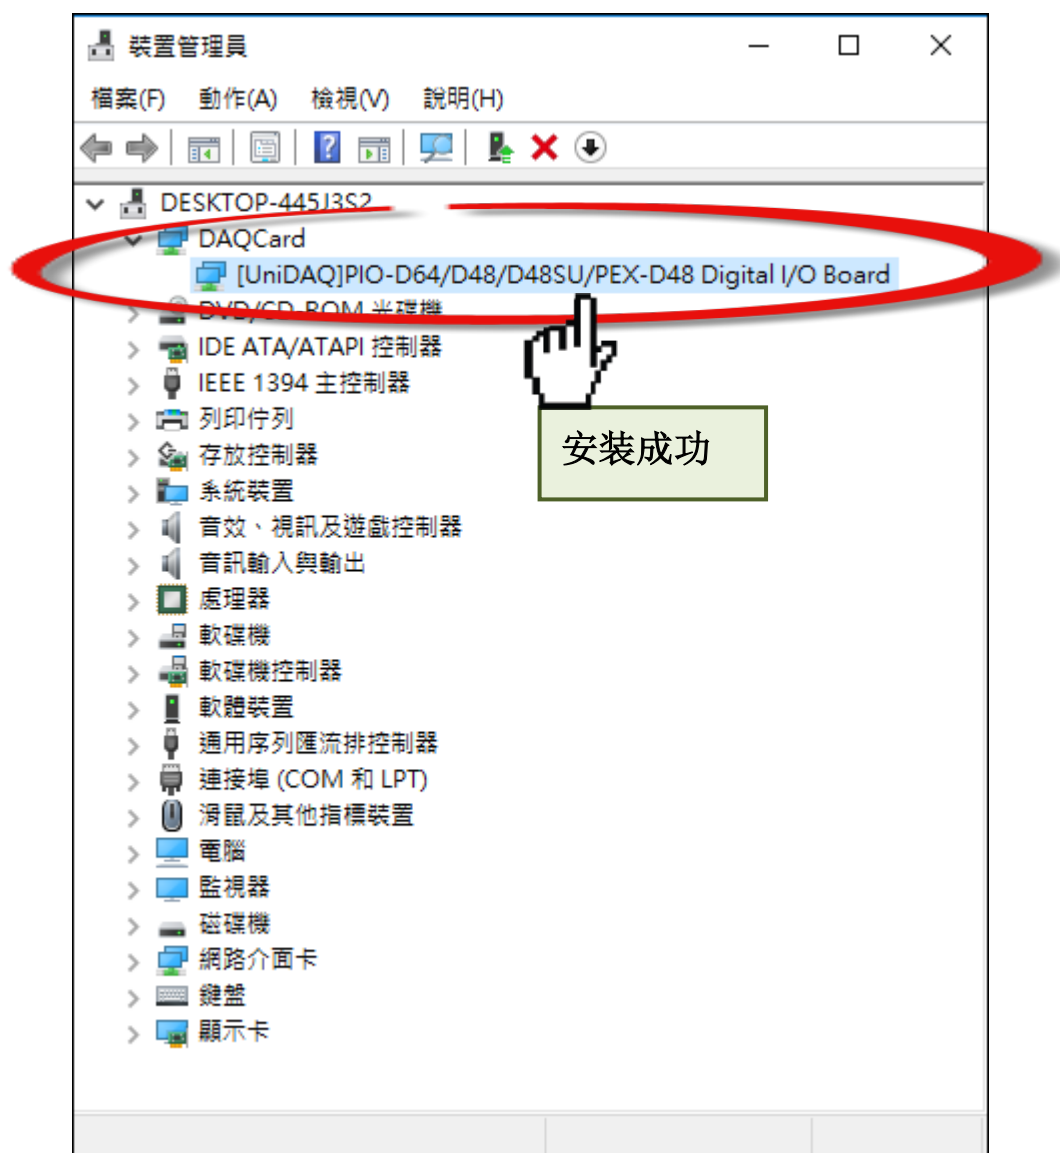 裝置管理員
檔案(F) 動作(A) 檢視(V) 說明(H)
DESKTOP-445J3S2
DAQCard
[UniDAQ]PIO-D64/D48/D48SU/PEX-D48 Digital I/O Board
DVD/CD-ROM 光碟機
IDE ATA/ATAPI 控制器
IEEE 1394 主控制器
列印佇列
安装成功
存放控制器
系統裝置
音效、視訊及遊戲控制器
音訊輸入與輸出
處理器
軟碟機
軟碟機控制器
軟體裝置
通用序列匯流排控制器
連接埠 (COM 和 LPT)
滑鼠及其他指標裝置
電腦
監視器
磁碟機
網路介面卡
鍵盤
顯示卡